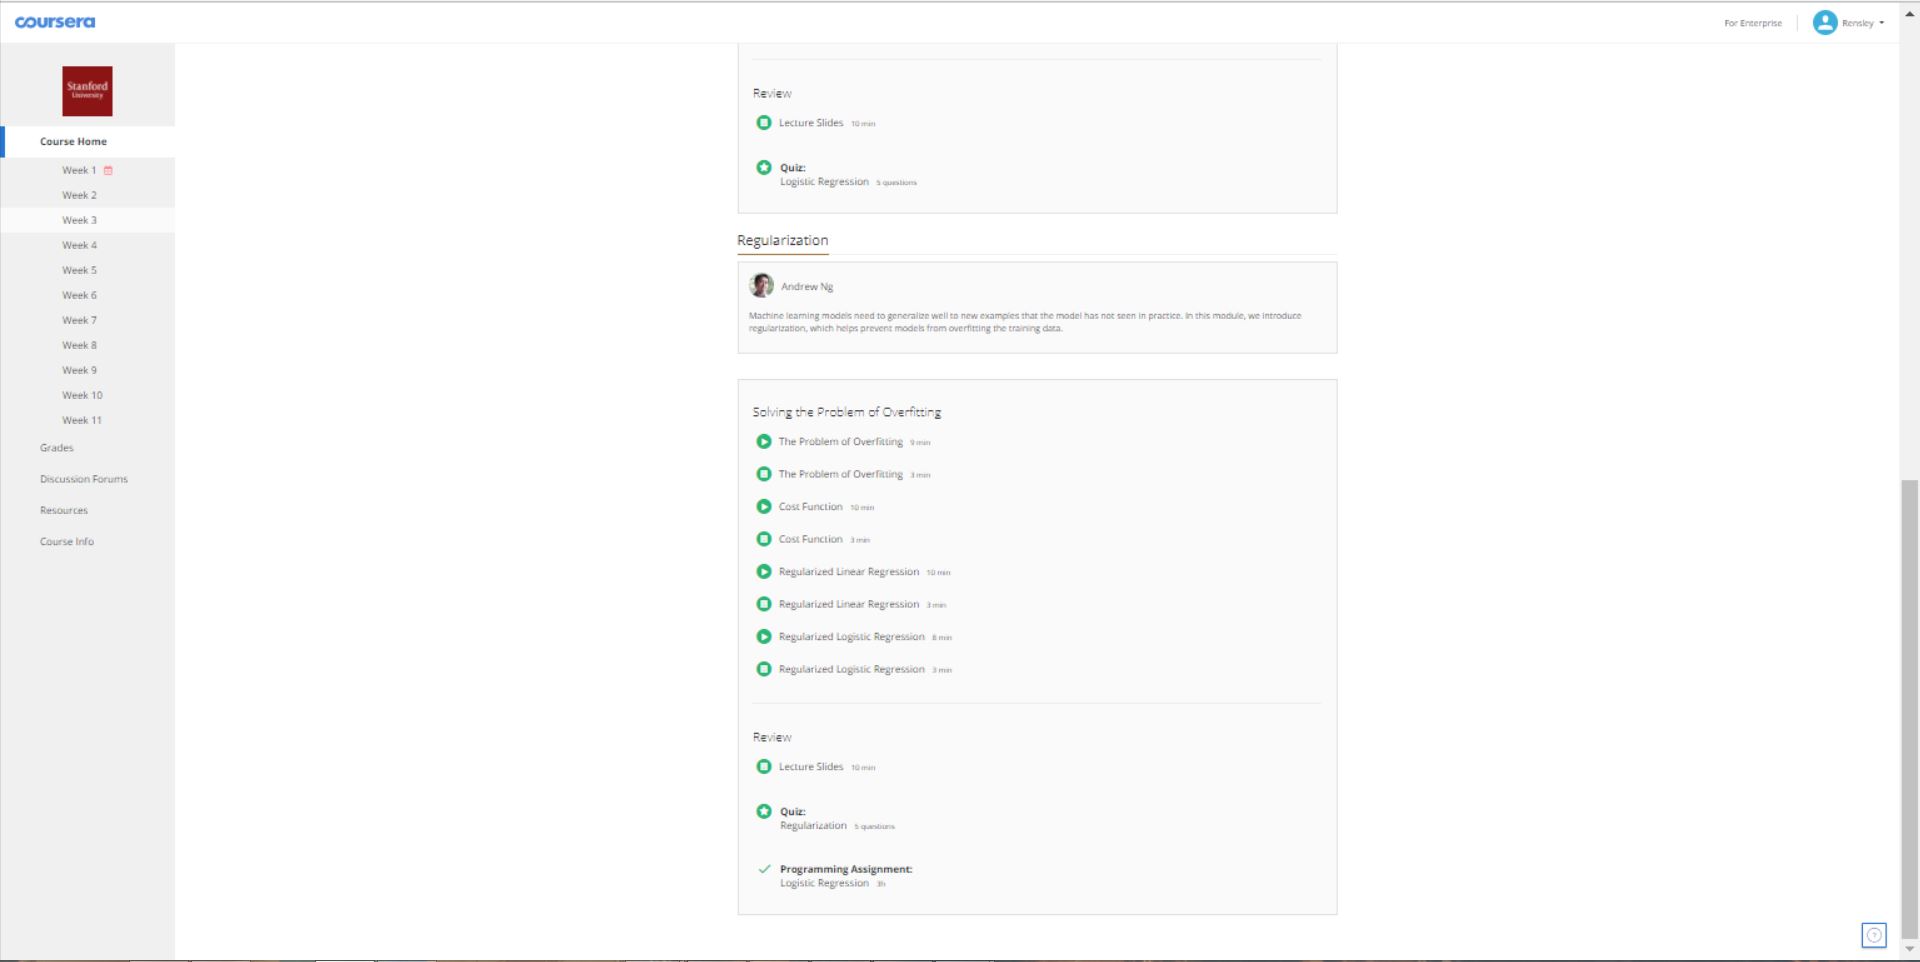 coursera
For Enterprise
Rensley
Stanford
University
Course Home
Week 1
Week 2
Week 3
Week 4
Week 5
Week 6
Week 7
Week 8
Week 9
Week 10
Week 11
Grades
Discussion Forums
Resources
Course Info
Review
Lecture Slides 10 min
Quiz:
Logistic Regression 5 questions
Regularization
Andrew Ng
Machine learning models need to generalize well to new examples that the model has not seen in practice. In this module, we introduce
regularization, which helps prevent models from overfitting the training data.
Solving the Problem of Overfitting
The Problem of Overfitting 9 min
The Problem of Overfitting 3 min
Cost Function 10 min
Cost Function 3 min
Regularized Linear Regression 10 min
Regularized Linear Regression 3 min
Regularized Logistic Regression 8 min
Regularized Logistic Regression 3 min
Review
Lecture Slides 10 min
Quiz:
Regularization 5 questions
Programming Assignment:
Logistic Regression 3h
?